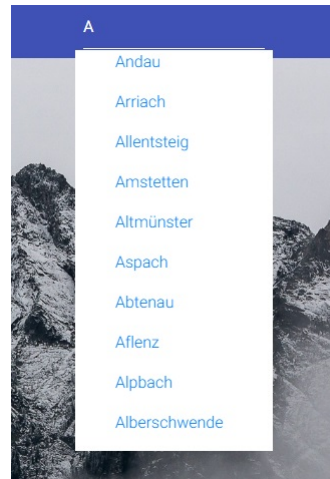 A
Andau
Arriach
Allentsteig
Amstetten
Altmünster
Aspach
Abtenau
Aflenz
Alpbach
Alberschwende